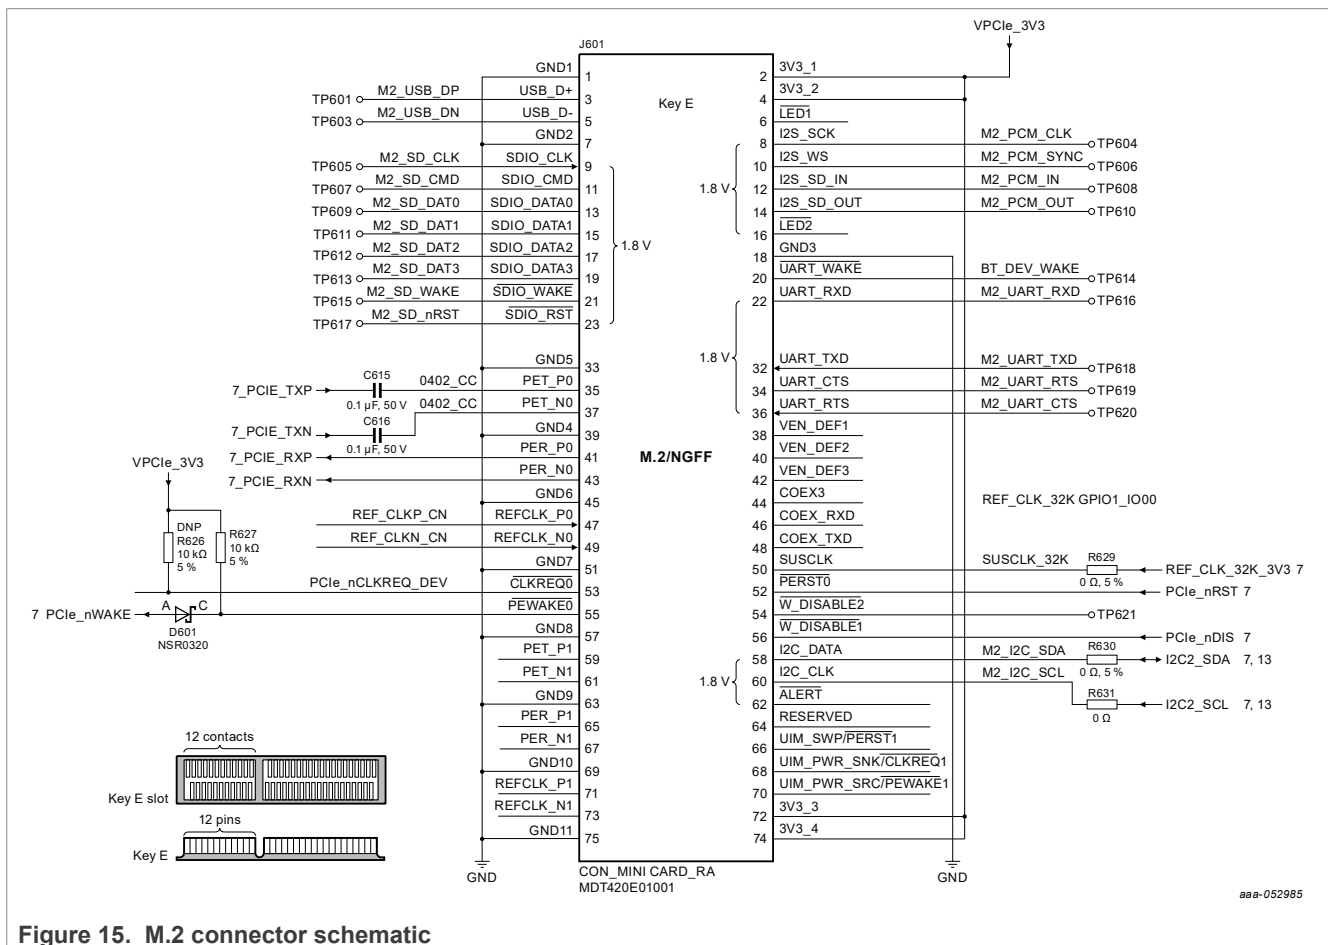 VPCIe_3V3
J601
GND1 1 2 3V3_1
TP601 M2_USB_DP USB_D+ 3 Key E 4 3V3_2
TP603 M2_USB_DN USB_D- 5 6 LED1
GND2 7 8 I2S_SCK M2_PCM_CLK TP604
TP605 M2_SD_CLK SDIO_CLK 9 10 I2S_WS M2_PCM_SYNC TP606
TP607 M2_SD_CMD SDIO_CMD 11 1.8 V 12 I2S_SD_IN M2_PCM_IN TP608
TP609 M2_SD_DAT0 SDIO_DATA0 13 14 I2S_SD_OUT M2_PCM_OUT TP610
TP611 M2_SD_DAT1 SDIO_DATA1 15 1.8 V 16 LED2
TP612 M2_SD_DAT2 SDIO_DATA2 17 18 GND3
TP613 M2_SD_DAT3 SDIO_DATA3 19 20 UART_WAKE BT_DEV_WAKE TP614
TP615 M2_SD_WAKE SDIO_WAKE 21 22 UART_RXD M2_UART_RXD TP616
TP617 M2_SD_nRST SDIO_RST 23
1.8 V
GND5 33 32 UART_TXD M2_UART_TXD TP618
7_PCIE_TXP C615 0.1 µF, 50 V 0402_CC PET_P0 35 34 UART_CTS M2_UART_RTS TP619
0402_CC PET_N0 37 36 UART_RTS M2_UART_CTS TP620
7_PCIE_TXN C616 0.1 µF, 50 V GND4 39 38 VEN_DEF1
7_PCIE_RXP PER_P0 41 M.2/NGFF 40 VEN_DEF2
VPCIe_3V3
7_PCIE_RXN PER_N0 43 42 VEN_DEF3
GND6 45 44 COEX3 REF_CLK_32K GPIO1_IO00
REF_CLKP_CN REFCLK_P0 47 46 COEX_RXD
DNP
R626
10 kΩ
5 %
R627
10 kΩ
5 %
REF_CLKN_CN REFCLK_N0 49 48 COEX_TXD
GND7 51 50 SUSCLK SUSCLK_32K R629 0 Ω, 5 % REF_CLK_32K_3V3 7
PCIe_nCLKREQ_DEV CLKREQ0 53 52 PERST0 PCIe_nRST 7
7 PCIe_nWAKE A C PEWAKE0 55 54 W_DISABLE2 TP621
D601
NSR0320
GND8 57 56 W_DISABLE1 PCIe_nDIS 7
PET_P1 59 58 I2C_DATA M2_I2C_SDA R630 0 Ω, 5 % I2C2_SDA 7, 13
PET_N1 61 1.8 V 60 I2C_CLK M2_I2C_SCL
GND9 63 62 ALERT R631 0 Ω I2C2_SCL 7, 13
PER_P1 65 64 RESERVED
PER_N1 67 66 UIM_SWP/PERST1
GND10 69 68 UIM_PWR_SNK/CLKREQ1
REFCLK_P1 71 70 UIM_PWR_SRC/PEWAKE1
REFCLK_N1 73 72 3V3_3
GND11 75 74 3V3_4
12 contacts
Key E slot
12 pins
Key E
GND
CON_MINI CARD_RA
MDT420E01001
GND
aaa-052985
Figure 15. M.2 connector schematic